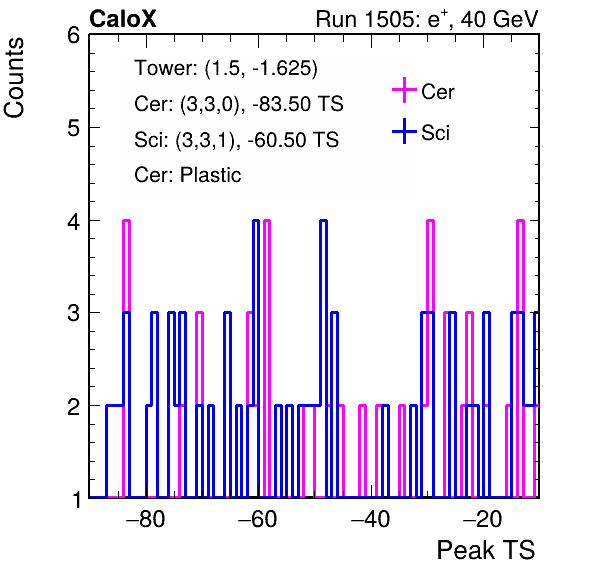 CaloX Run 1505: e⁺, 40 GeV
Counts
6
5
4
3
2
1
Tower: (1.5, -1.625)
Cer: (3,3,0), -83.50 TS
Sci: (3,3,1), -60.50 TS
Cer: Plastic
Cer
Sci
−80 −60 −40 −20
Peak TS